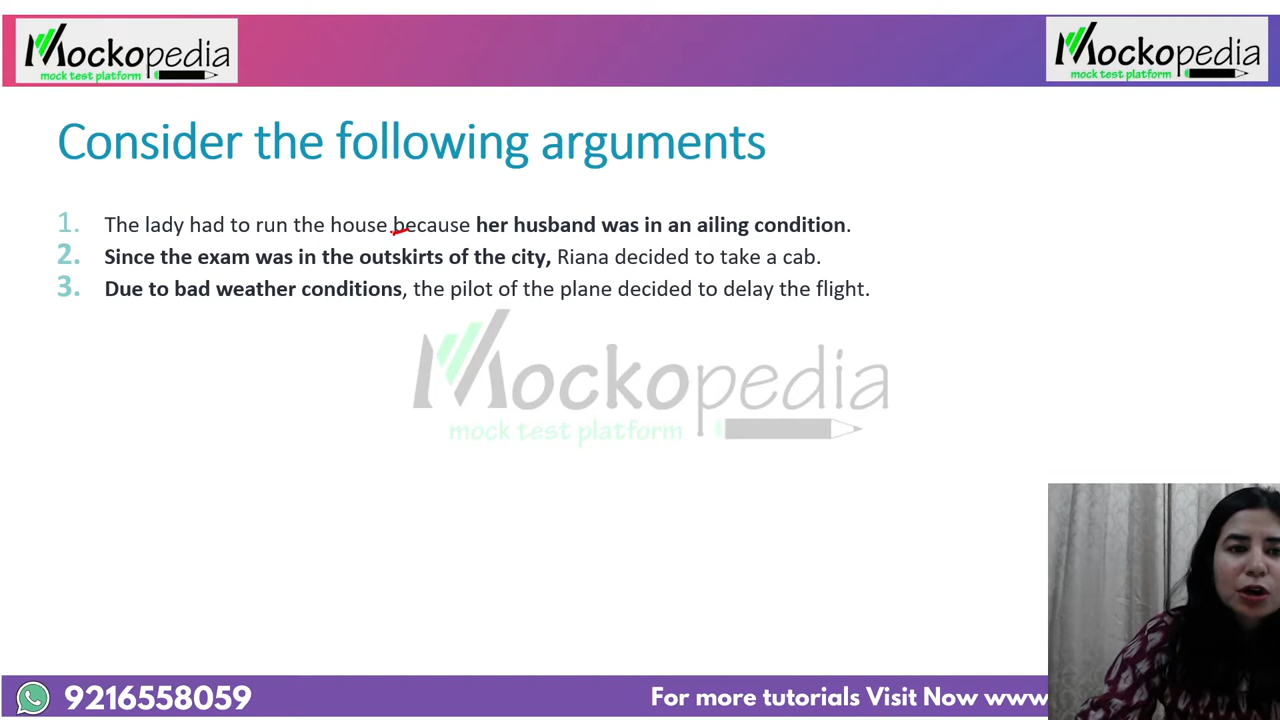 Mockopedia
mock test platform
Mockopedia
mock test platform
Consider the following arguments
1. The lady had to run the house because her husband was in an ailing condition.
2. Since the exam was in the outskirts of the city, Riana decided to take a cab.
3. Due to bad weather conditions, the pilot of the plane decided to delay the flight.
Mockopedia
mock test platform
9216558059
For more tutorials Visit Now www